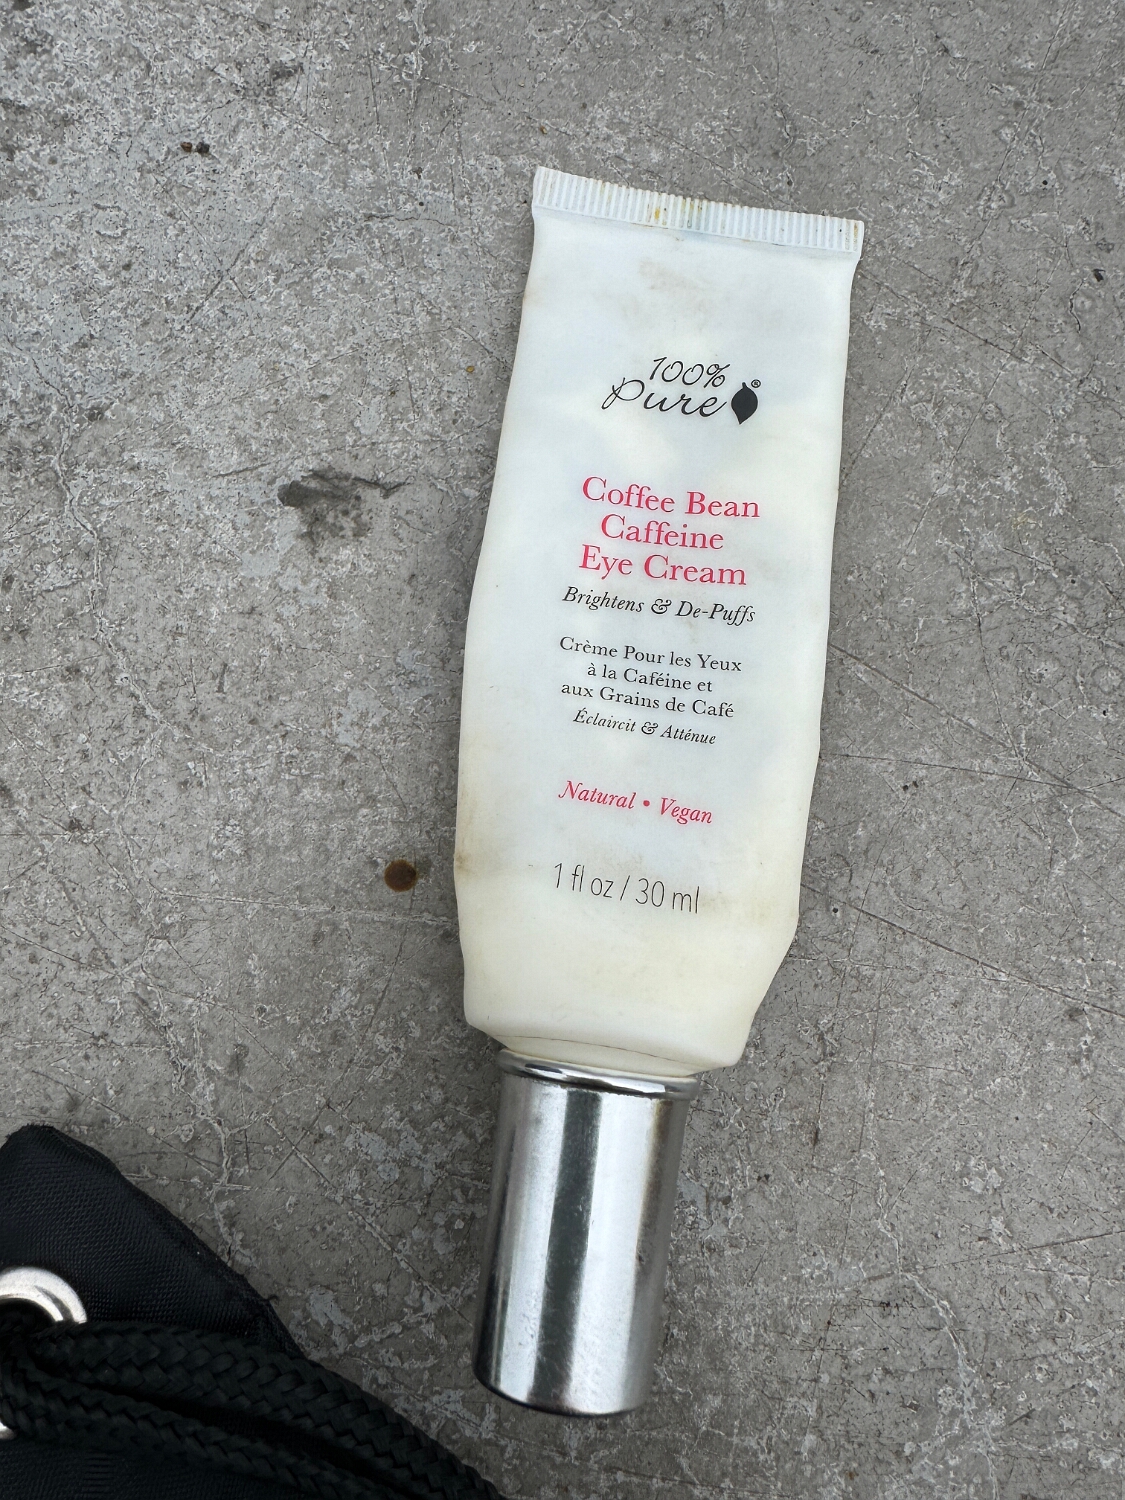 100%
Pure®
Coffee Bean
Caffeine
Eye Cream
Brightens & De-Puffs
Crème Pour les Yeux
à la Caféine et
aux Grains de Café
Éclaircit & Atténue
Natural • Vegan
1 fl oz / 30 ml